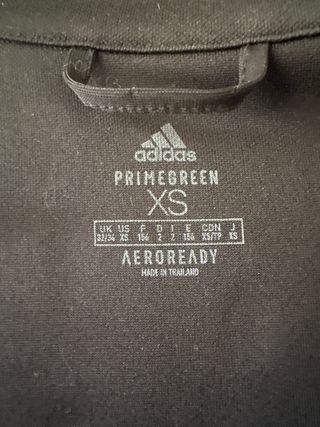 adidas
PRIMEGREEN
XS
UK US F D I E CDN J
32/34 XS 156 2 2 156 XS/TP XS
AEROREADY
MADE IN THAILAND